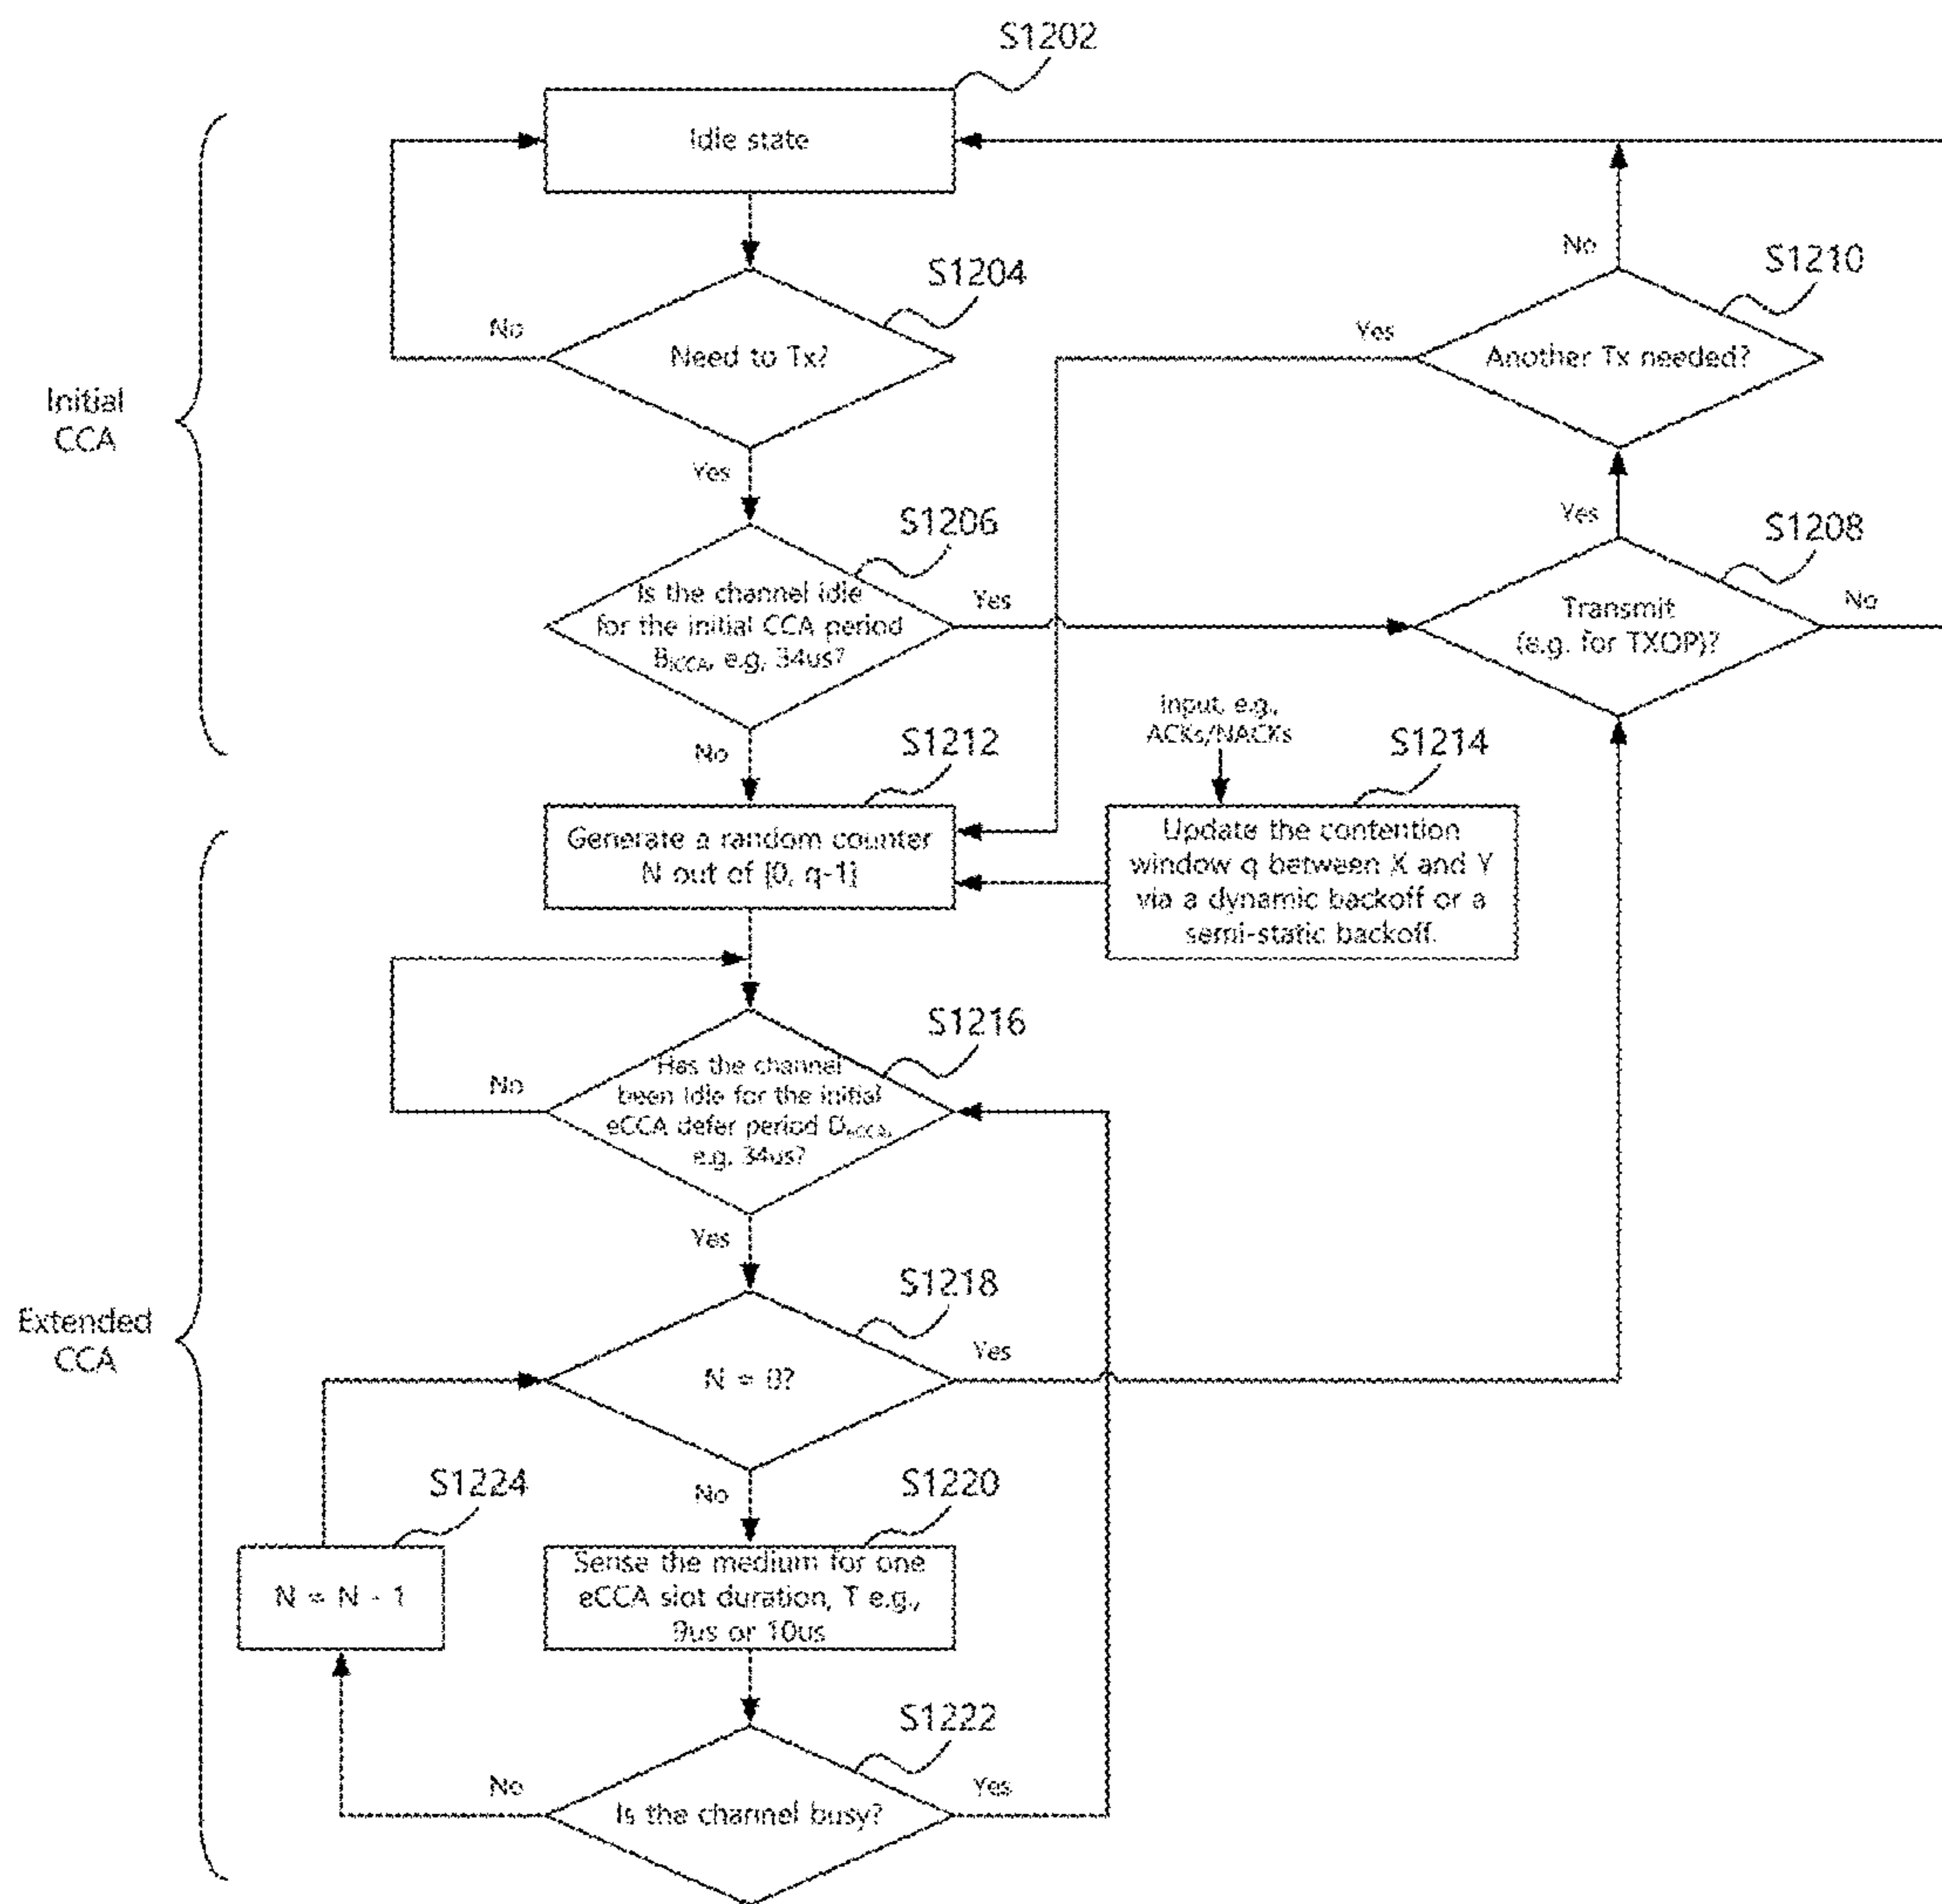 S1202
Idle state
S1204
No
Need to Tx?
Yes
S1210
No
Yes
Another Tx needed?
Initial
CCA
S1206
Is the channel idle
for the initial CCA period
BiCCA, e.g, 34us?
Yes
No
S1208
Yes
Transmit
(e.g. for TXOP)?
No
S1212
Generate a random counter
N out of [0, q-1]
input, e.g.,
ACKs/NACKs
S1214
Update the contention
window q between X and Y
via a dynamic backoff or a
semi-static backoff.
Extended
CCA
S1216
No
Has the channel
been idle for the initial
eCCA defer period DeCCA,
e.g, 34us?
Yes
S1218
N = 0?
Yes
No
S1224
N = N - 1
S1220
Sense the medium for one
eCCA slot duration, T e.g.,
9us or 10us
S1222
No
Is the channel busy?
Yes